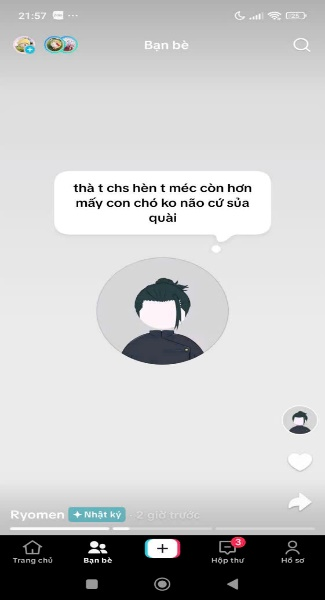 21:57
Bạn bè
thà t chs hèn t méc còn hơn
mấy con chó ko não cứ sủa
quài
Ryomen Nhật ký · 2 giờ trước
3
Trang chủ Bạn bè Hộp thư Hồ sơ